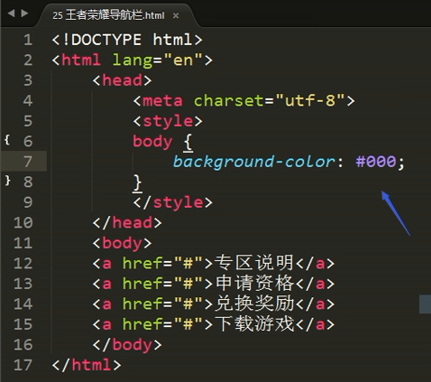 25 王者荣耀导航栏.html ×
1 <!DOCTYPE html>
2 <html lang="en">
3 <head>
4 <meta charset="utf-8">
5 <style>
{ 6 body {
7 background-color: #000;
} 8 }
9 </style>
10 </head>
11 <body>
12 <a href="#">专区说明</a>
13 <a href="#">申请资格</a>
14 <a href="#">兑换奖励</a>
15 <a href="#">下载游戏</a>
16 </body>
17 </html>